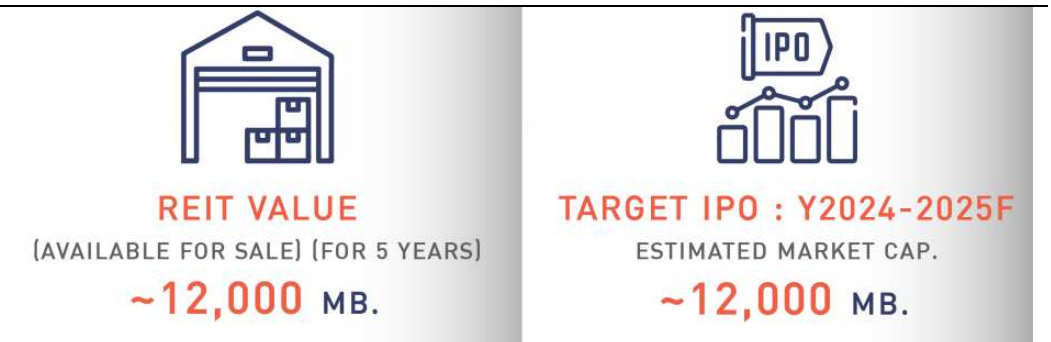 REIT VALUE
(AVAILABLE FOR SALE) (FOR 5 YEARS)
~12,000 MB.
IPO
TARGET IPO : Y2024-2025F
ESTIMATED MARKET CAP.
~12,000 MB.